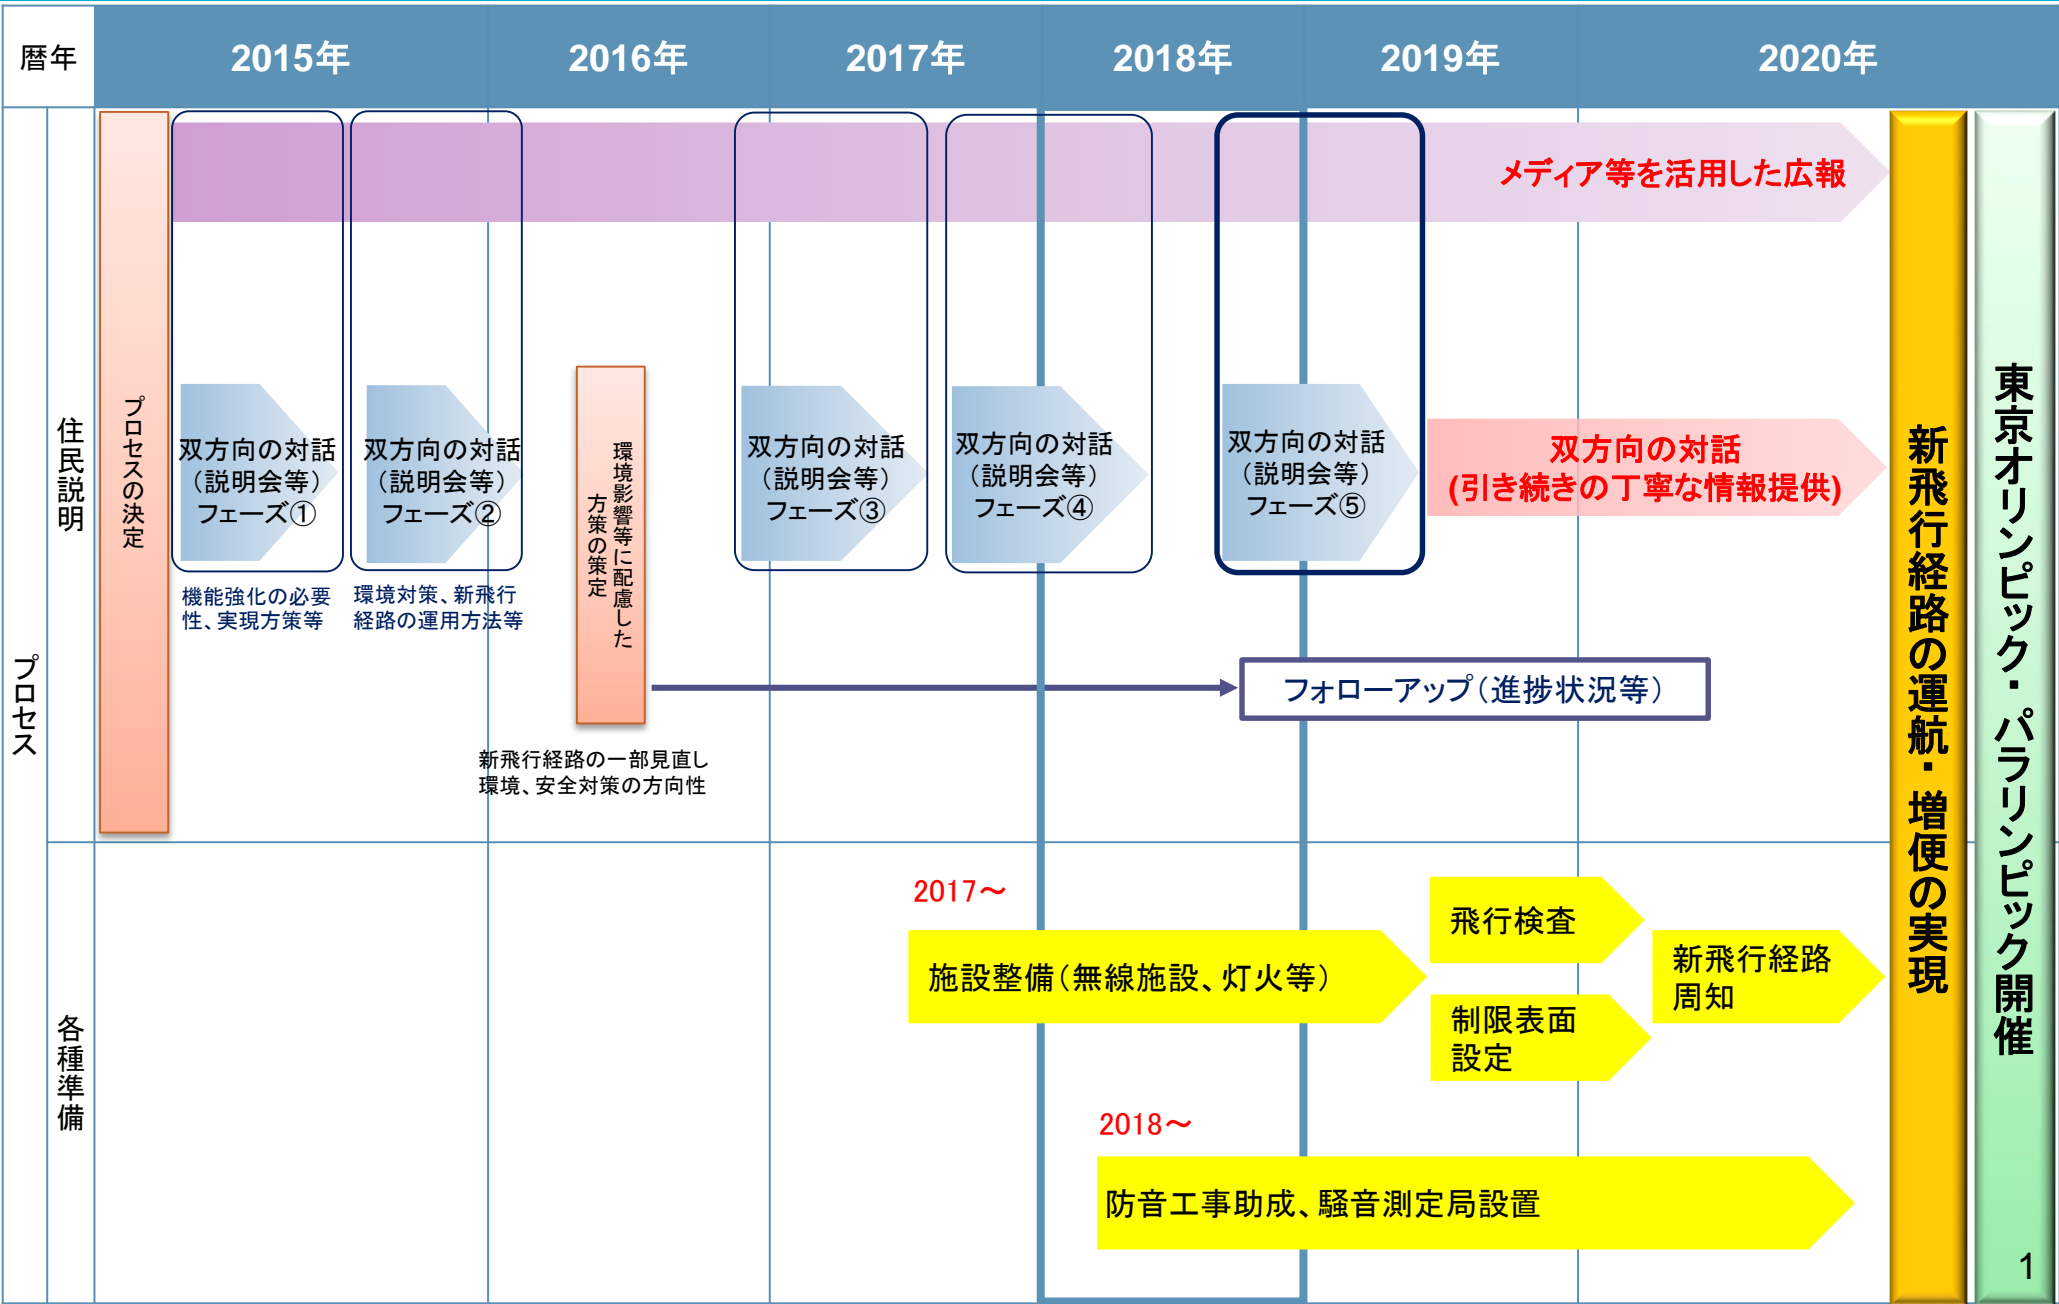 暦年
2015年
2016年
2017年
2018年
2019年
2020年
プロセス
住民説明
各種準備
プロセスの決定
メディア等を活用した広報
双方向の対話
（説明会等）
フェーズ①
機能強化の必要
性、実現方策等
双方向の対話
（説明会等）
フェーズ②
環境対策、新飛行
経路の運用方法等
環境影響等に配慮した
方策の策定
新飛行経路の一部見直し
環境、安全対策の方向性
双方向の対話
（説明会等）
フェーズ③
双方向の対話
（説明会等）
フェーズ④
双方向の対話
（説明会等）
フェーズ⑤
双方向の対話
(引き続きの丁寧な情報提供)
フォローアップ（進捗状況等）
2017～
施設整備（無線施設、灯火等）
飛行検査
制限表面
設定
新飛行経路
周知
2018～
防音工事助成、騒音測定局設置
新飛行経路の運航・増便の実現
東京オリンピック・パラリンピック開催
1